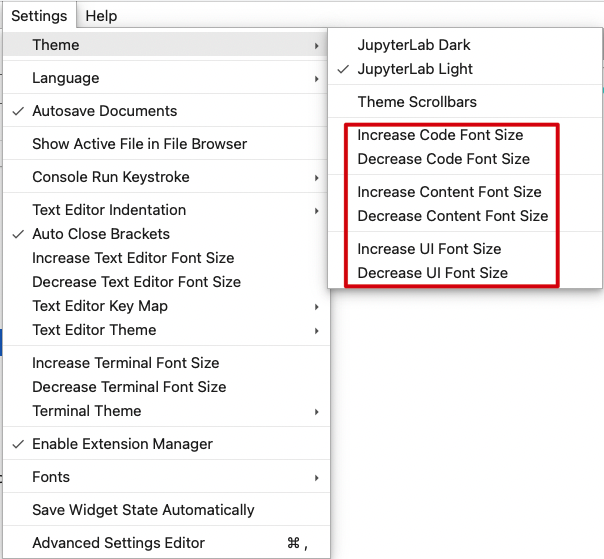 Settings Help
Theme
Language
Autosave Documents
Show Active File in File Browser
Console Run Keystroke
Text Editor Indentation
Auto Close Brackets
Increase Text Editor Font Size
Decrease Text Editor Font Size
Text Editor Key Map
Text Editor Theme
Increase Terminal Font Size
Decrease Terminal Font Size
Terminal Theme
Enable Extension Manager
Fonts
Save Widget State Automatically
Advanced Settings Editor ⌘ ,
JupyterLab Dark
JupyterLab Light
Theme Scrollbars
Increase Code Font Size
Decrease Code Font Size
Increase Content Font Size
Decrease Content Font Size
Increase UI Font Size
Decrease UI Font Size